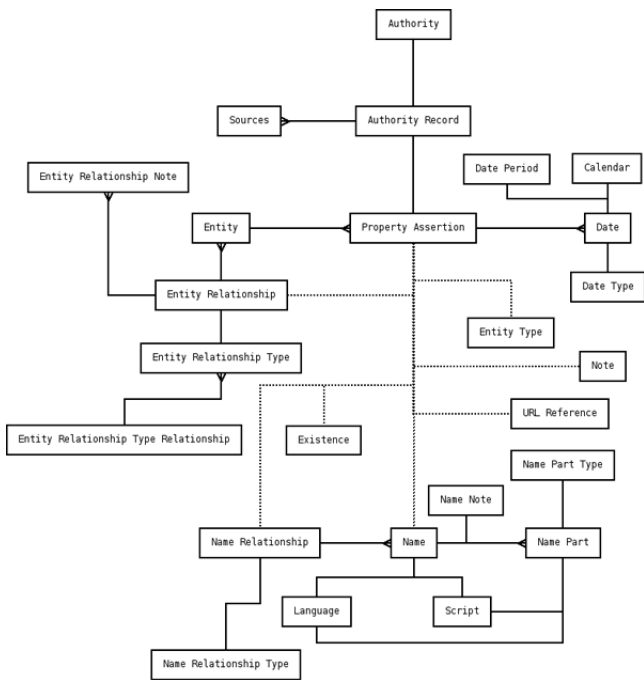 Authority
Sources
Authority Record
Date Period
Calendar
Entity Relationship Note
Entity
Property Assertion
Date
Entity Relationship
Date Type
Entity Type
Entity Relationship Type
Note
URL Reference
Entity Relationship Type Relationship
Existence
Name Part Type
Name Note
Name Relationship
Name
Name Part
Language
Script
Name Relationship Type